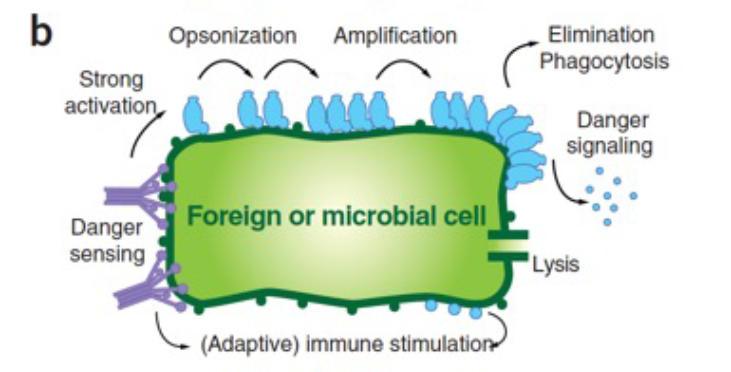 b
Opsonization
Amplification
Elimination
Phagocytosis
Strong
activation
Danger
signaling
Foreign or microbial cell
Danger
sensing
Lysis
(Adaptive) immune stimulation